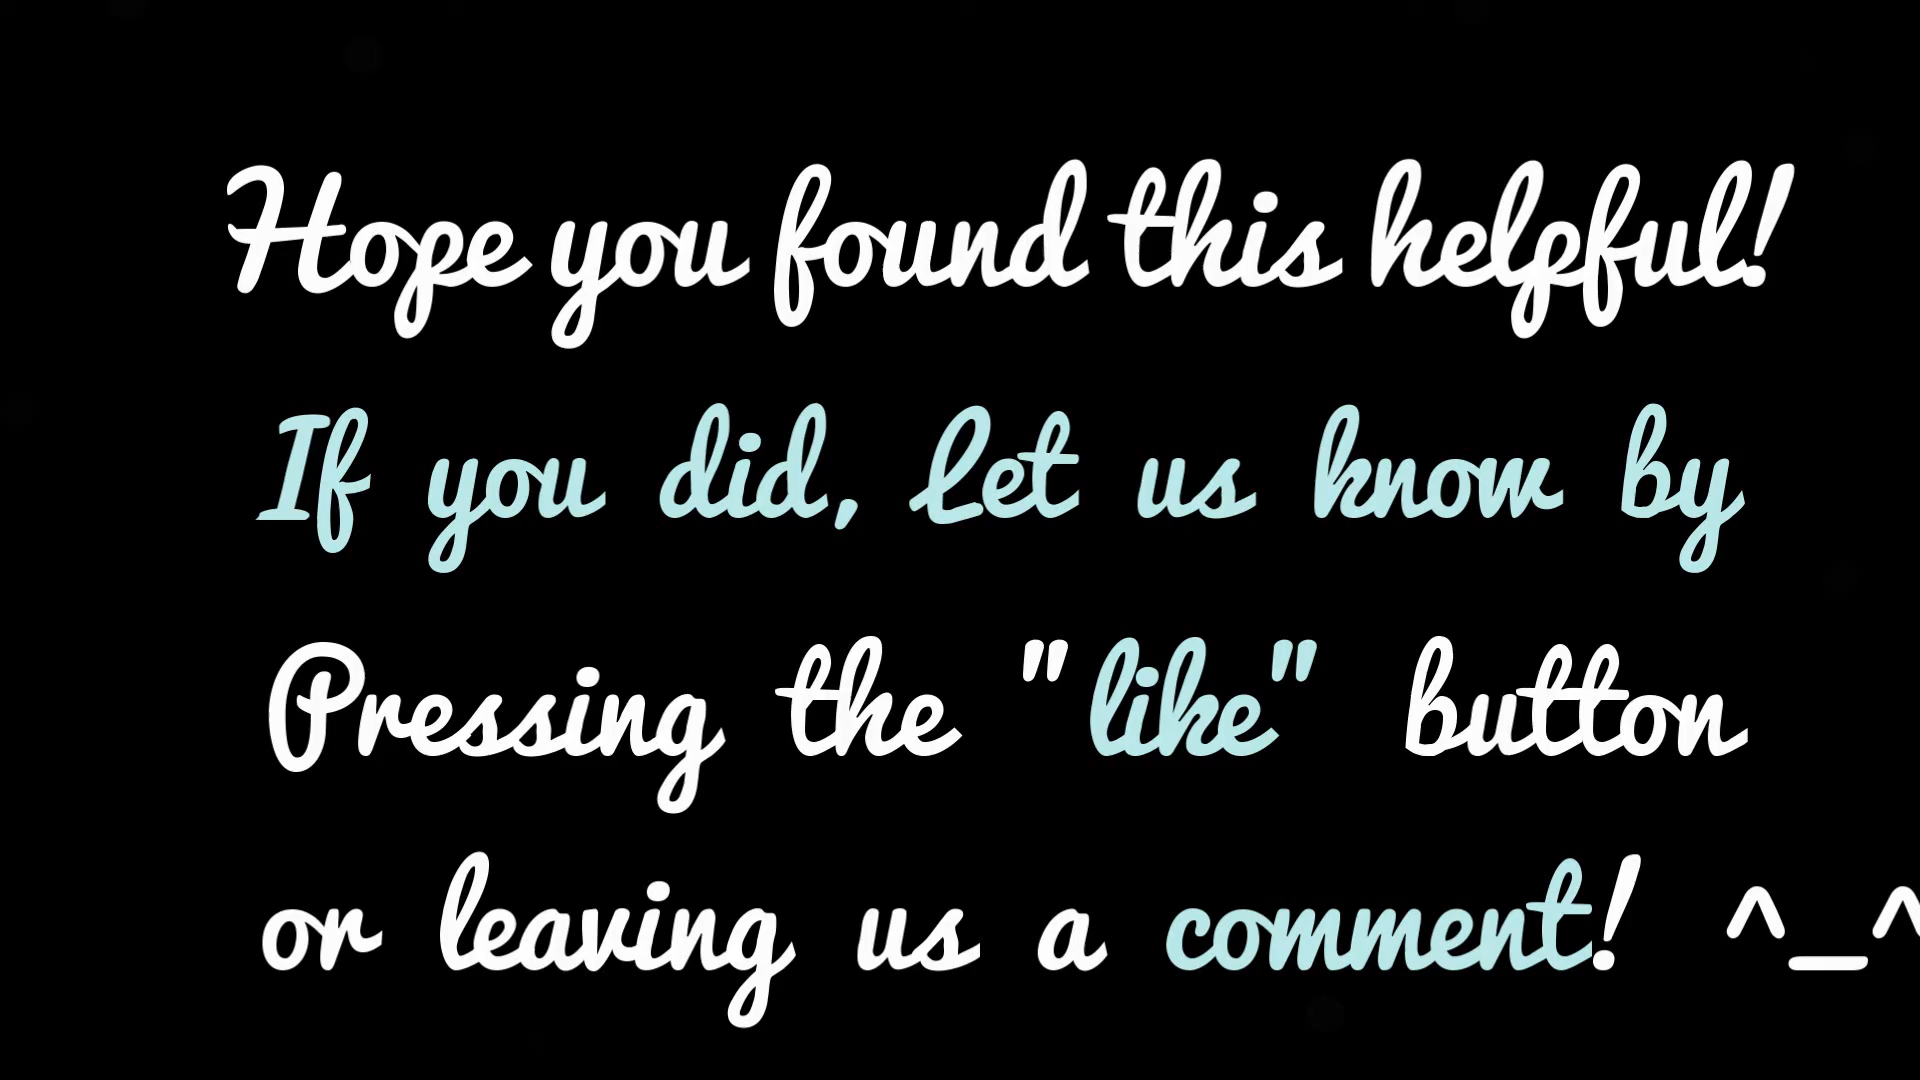 Hope you found this helpful!
If you did, Let us know by
Pressing the "like" button
or leaving us a comment! ^_^